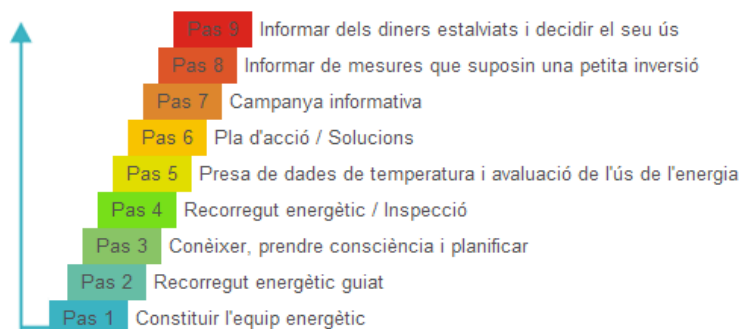 Pas 9 Informar dels diners estalviats i decidir el seu ús
Pas 8 Informar de mesures que suposin una petita inversió
Pas 7 Campanya informativa
Pas 6 Pla d'acció / Solucions
Pas 5 Presa de dades de temperatura i avaluació de l'ús de l'energia
Pas 4 Recorregut energètic / Inspecció
Pas 3 Conèixer, prendre consciència i planificar
Pas 2 Recorregut energètic guiat
Pas 1 Constituir l'equip energètic